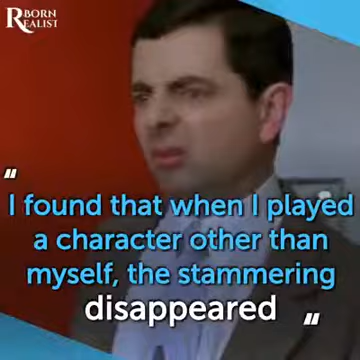 BORN
REALIST
"
I found that when I played
a character other than
myself, the stammering
disappeared "